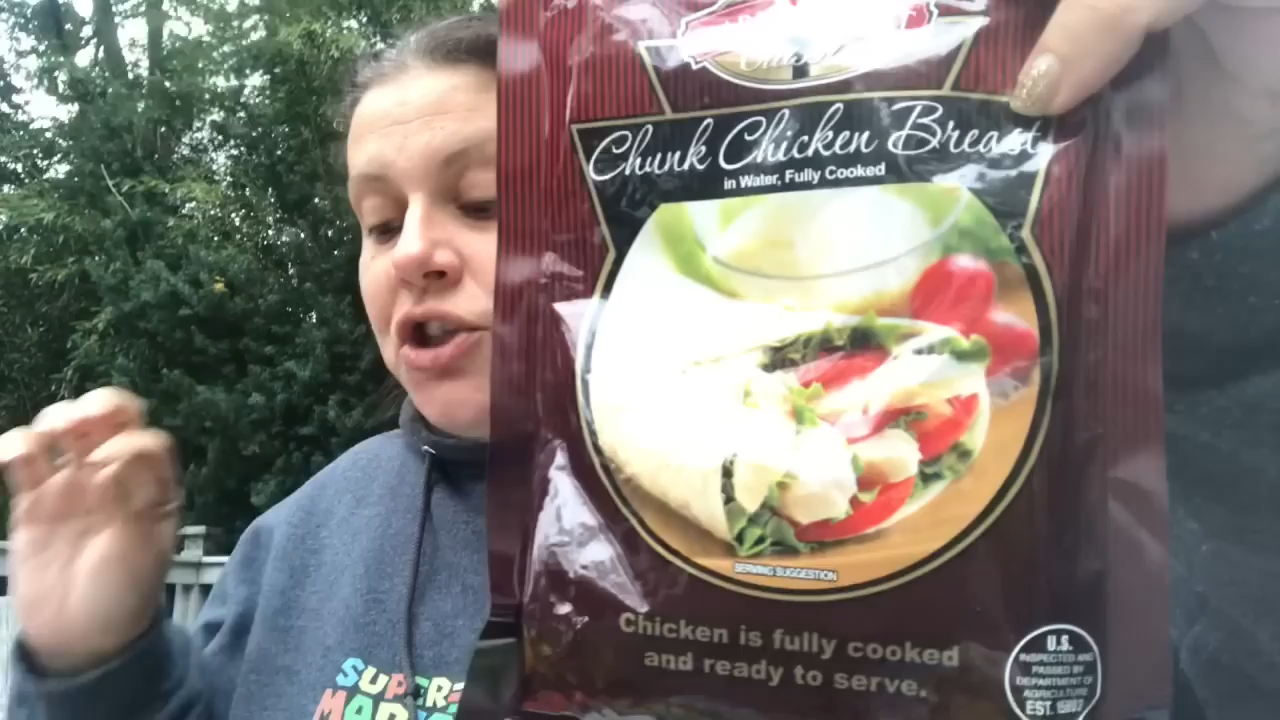 Chunk Chicken Breast
in Water, Fully Cooked
SERVING SUGGESTION
Chicken is fully cooked
and ready to serve.
U.S.
INSPECTED AND
PASSED BY
DEPARTMENT OF
AGRICULTURE
EST.
SUPER
MARIO